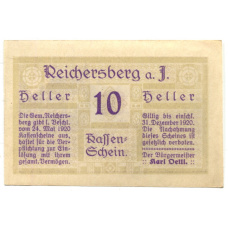 Reichersberg a. I.
Heller 10 Heller
Die Gem. Reichers-
berg gibt l. Beschl.
vom 24. Mai 1920
Kassenscheine aus,
haftet für die Ver-
pflichtung zur Ein-
lösung mit ihrem
gesamt. Vermögen.
Kassen-
Schein.
Giltig bis einschl.
31. Dezember 1920.
Die Nachahmung
dieses Scheines ist
gesetzlich verboten.
Der Bürgermeister
Karl Oettl.